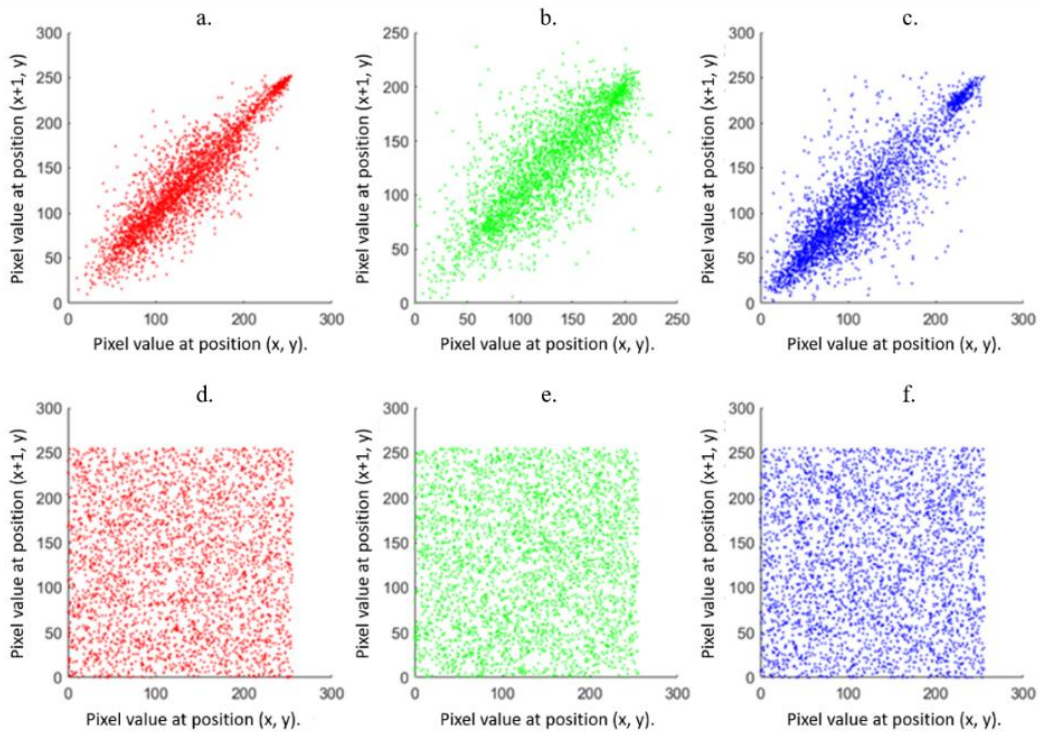 a.
300
250
200
150
100
50
0
0 100 200 300
Pixel value at position (x+1, y)
Pixel value at position (x, y).
b.
250
200
150
100
50
0
0 50 100 150 200 250
Pixel value at position (x+1, y)
Pixel value at position (x, y).
c.
300
250
200
150
100
50
0
0 100 200 300
Pixel value at position (x+1, y)
Pixel value at position (x, y).
d.
300
250
200
150
100
50
0
0 100 200 300
Pixel value at position (x+1, y)
Pixel value at position (x, y).
e.
300
250
200
150
100
50
0
0 100 200 300
Pixel value at position (x+1, y)
Pixel value at position (x, y).
f.
300
250
200
150
100
50
0
0 100 200 300
Pixel value at position (x+1, y)
Pixel value at position (x, y).